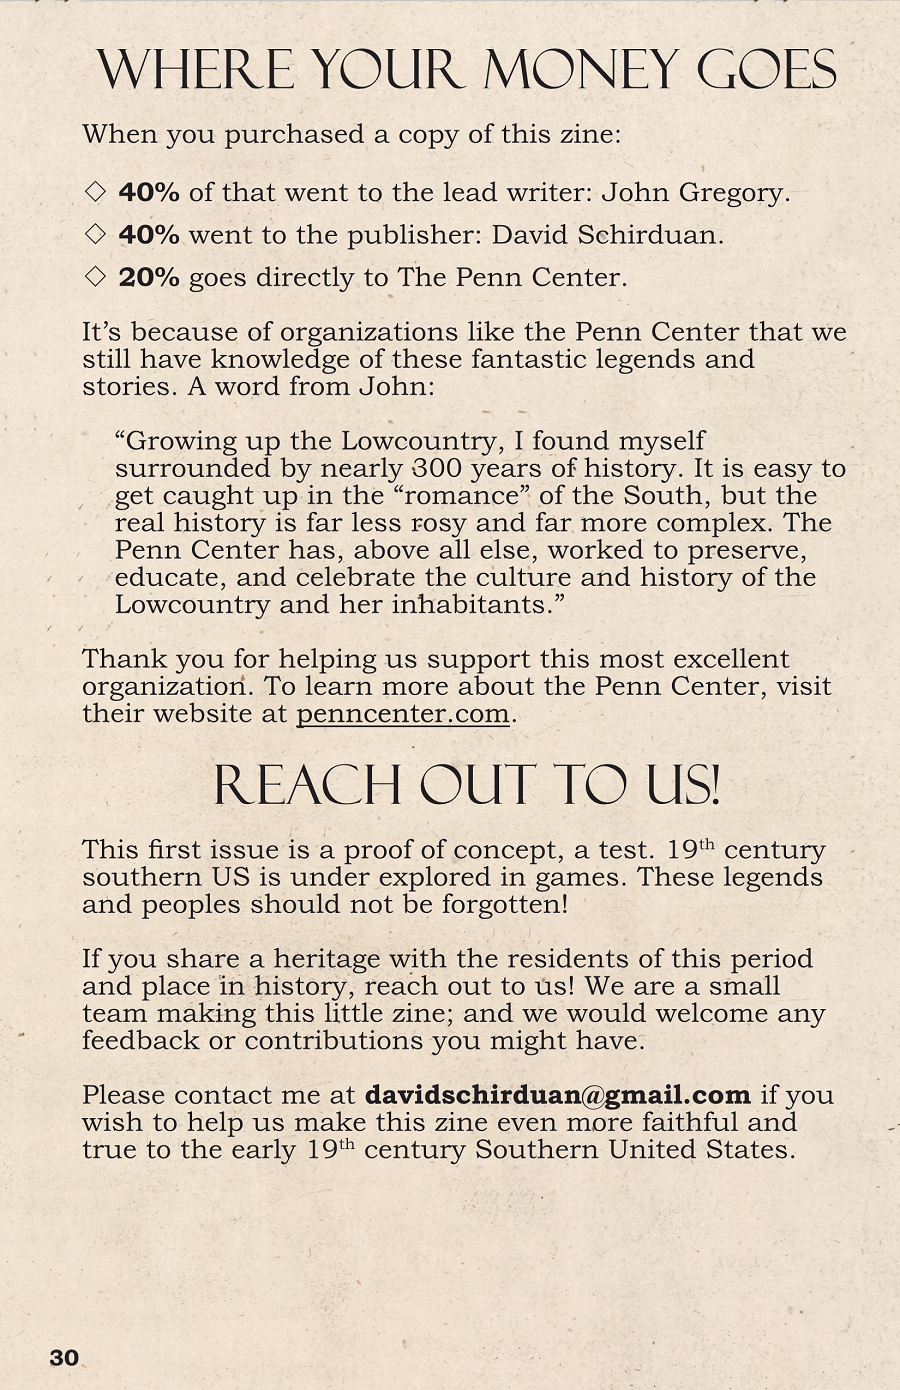 WHERE YOUR MONEY GOES
When you purchased a copy of this zine:
◇ 40% of that went to the lead writer: John Gregory.
◇ 40% went to the publisher: David Schirduan.
◇ 20% goes directly to The Penn Center.
It’s because of organizations like the Penn Center that we
still have knowledge of these fantastic legends and
stories. A word from John:
“Growing up the Lowcountry, I found myself
surrounded by nearly 300 years of history. It is easy to
get caught up in the “romance” of the South, but the
real history is far less rosy and far more complex. The
Penn Center has, above all else, worked to preserve,
educate, and celebrate the culture and history of the
Lowcountry and her inhabitants.”
Thank you for helping us support this most excellent
organization. To learn more about the Penn Center, visit
their website at penncenter.com.
REACH OUT TO US!
This first issue is a proof of concept, a test. 19th century
southern US is under explored in games. These legends
and peoples should not be forgotten!
If you share a heritage with the residents of this period
and place in history, reach out to us! We are a small
team making this little zine; and we would welcome any
feedback or contributions you might have.
Please contact me at davidschirduan@gmail.com if you
wish to help us make this zine even more faithful and
true to the early 19th century Southern United States.
30